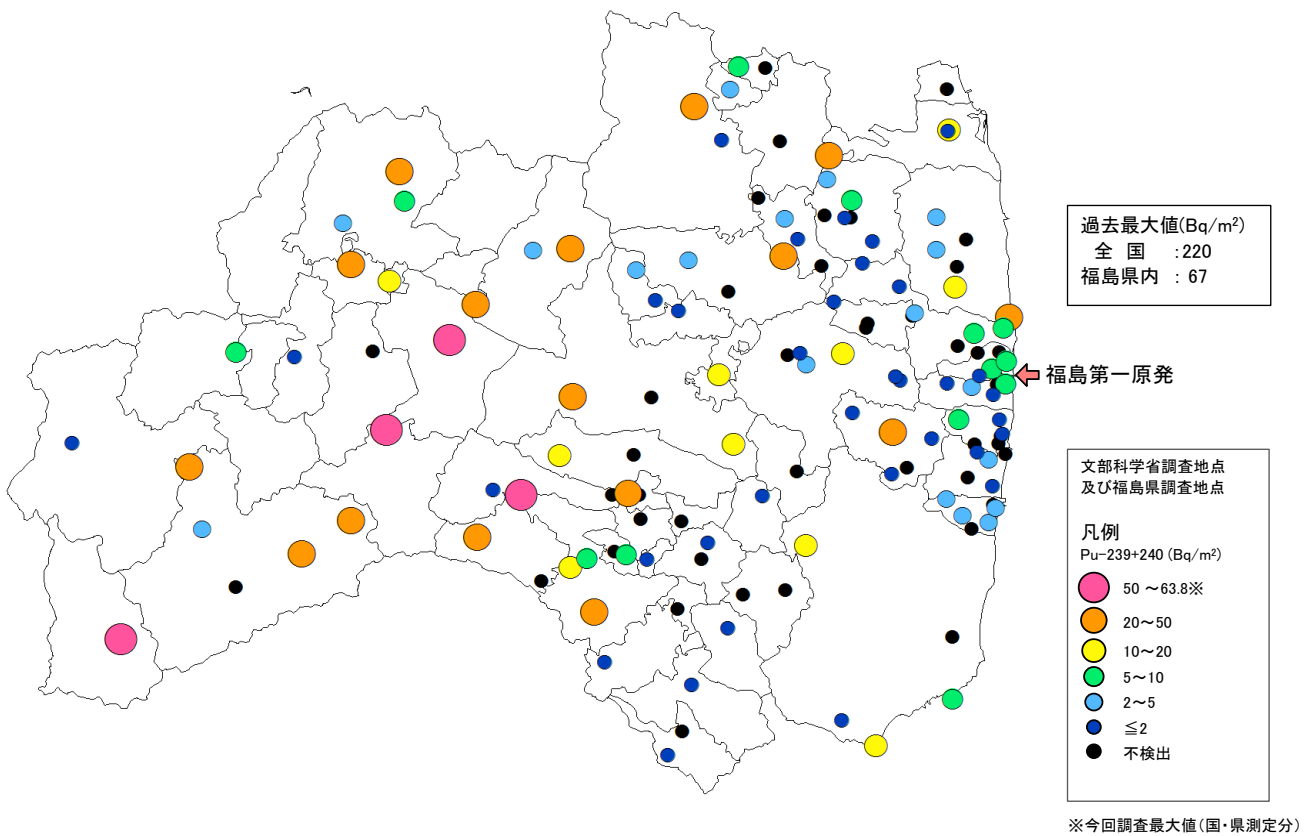 過去最大値(Bq/m²)
全 国 :220
福島県内 : 67
福島第一原発
文部科学省調査地点
及び福島県調査地点
凡例
Pu-239+240 (Bq/m²)
50 ~63.8※
20~50
10~20
5~10
2~5
≦2
不検出
※今回調査最大値(国・県測定分)